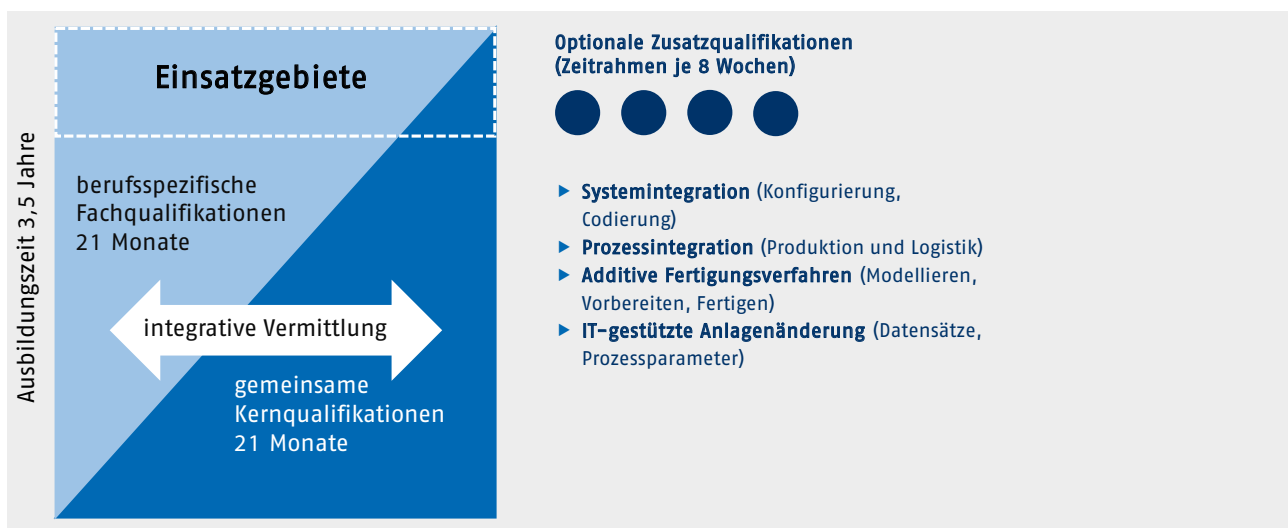 Ausbildungszeit 3,5 Jahre
Einsatzgebiete
berufsspezifische
Fachqualifikationen
21 Monate
integrative Vermittlung
gemeinsame
Kernqualifikationen
21 Monate
Optionale Zusatzqualifikationen
(Zeitrahmen je 8 Wochen)
▶ Systemintegration (Konfigurierung,
Codierung)
▶ Prozessintegration (Produktion und Logistik)
▶ Additive Fertigungsverfahren (Modellieren,
Vorbereiten, Fertigen)
▶ IT-gestützte Anlagenänderung (Datensätze,
Prozessparameter)